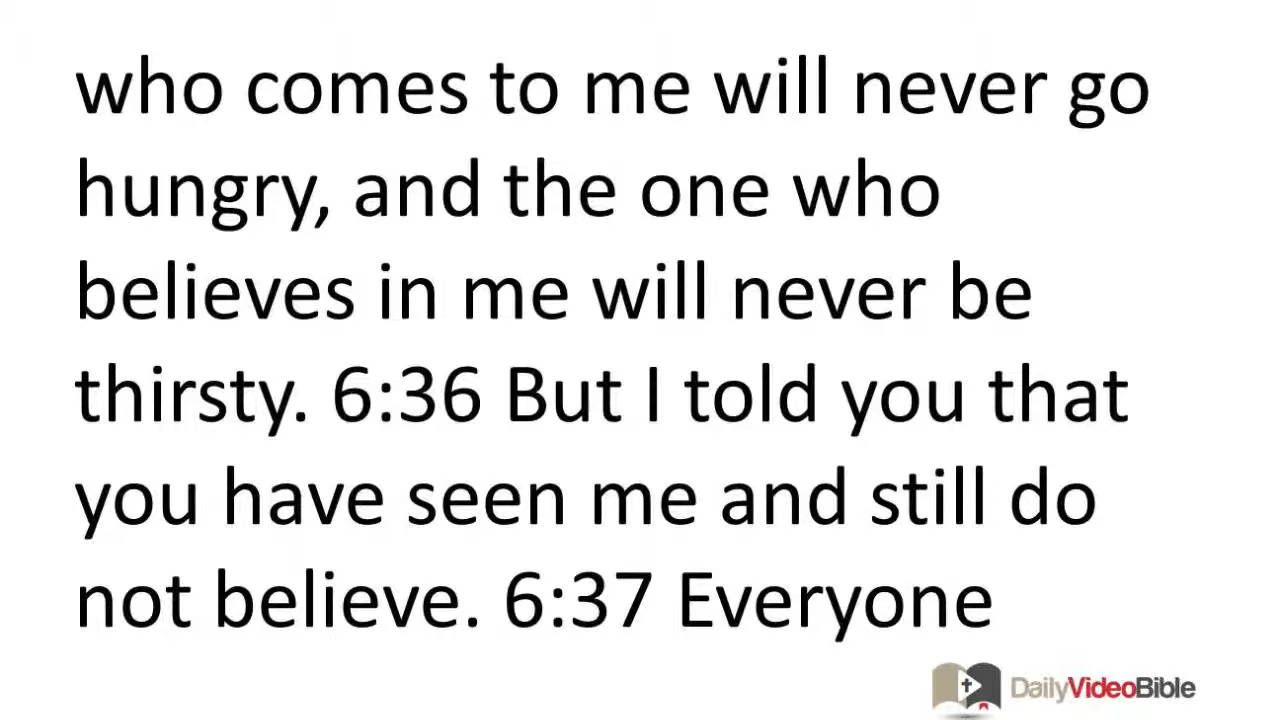 who comes to me will never go
hungry, and the one who
believes in me will never be
thirsty. 6:36 But I told you that
you have seen me and still do
not believe. 6:37 Everyone
DailyVideoBible